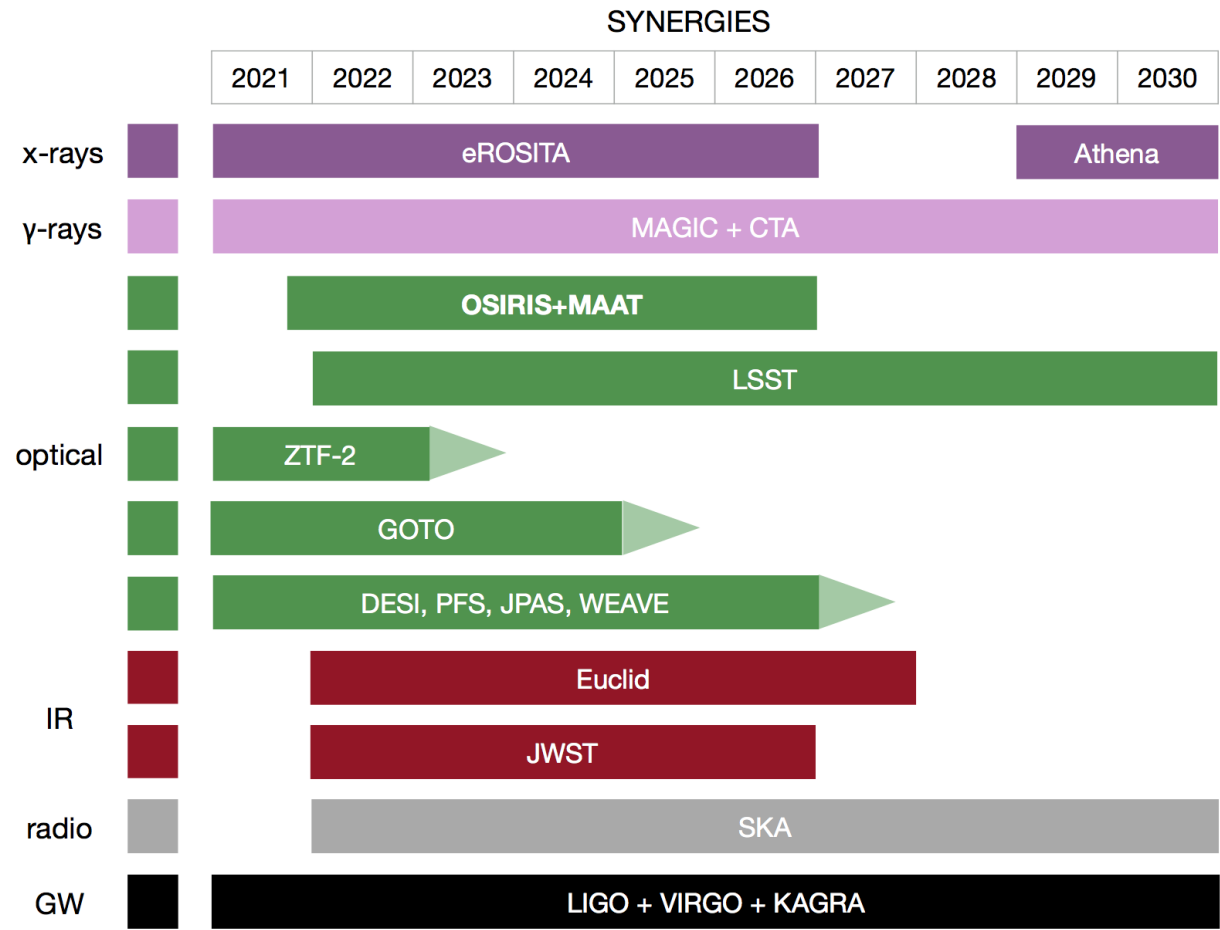 SYNERGIES
2021 2022 2023 2024 2025 2026 2027 2028 2029 2030
x-rays eROSITA Athena
γ-rays MAGIC + CTA
OSIRIS+MAAT
LSST
optical ZTF-2
GOTO
DESI, PFS, JPAS, WEAVE
Euclid
IR
JWST
radio SKA
GW LIGO + VIRGO + KAGRA